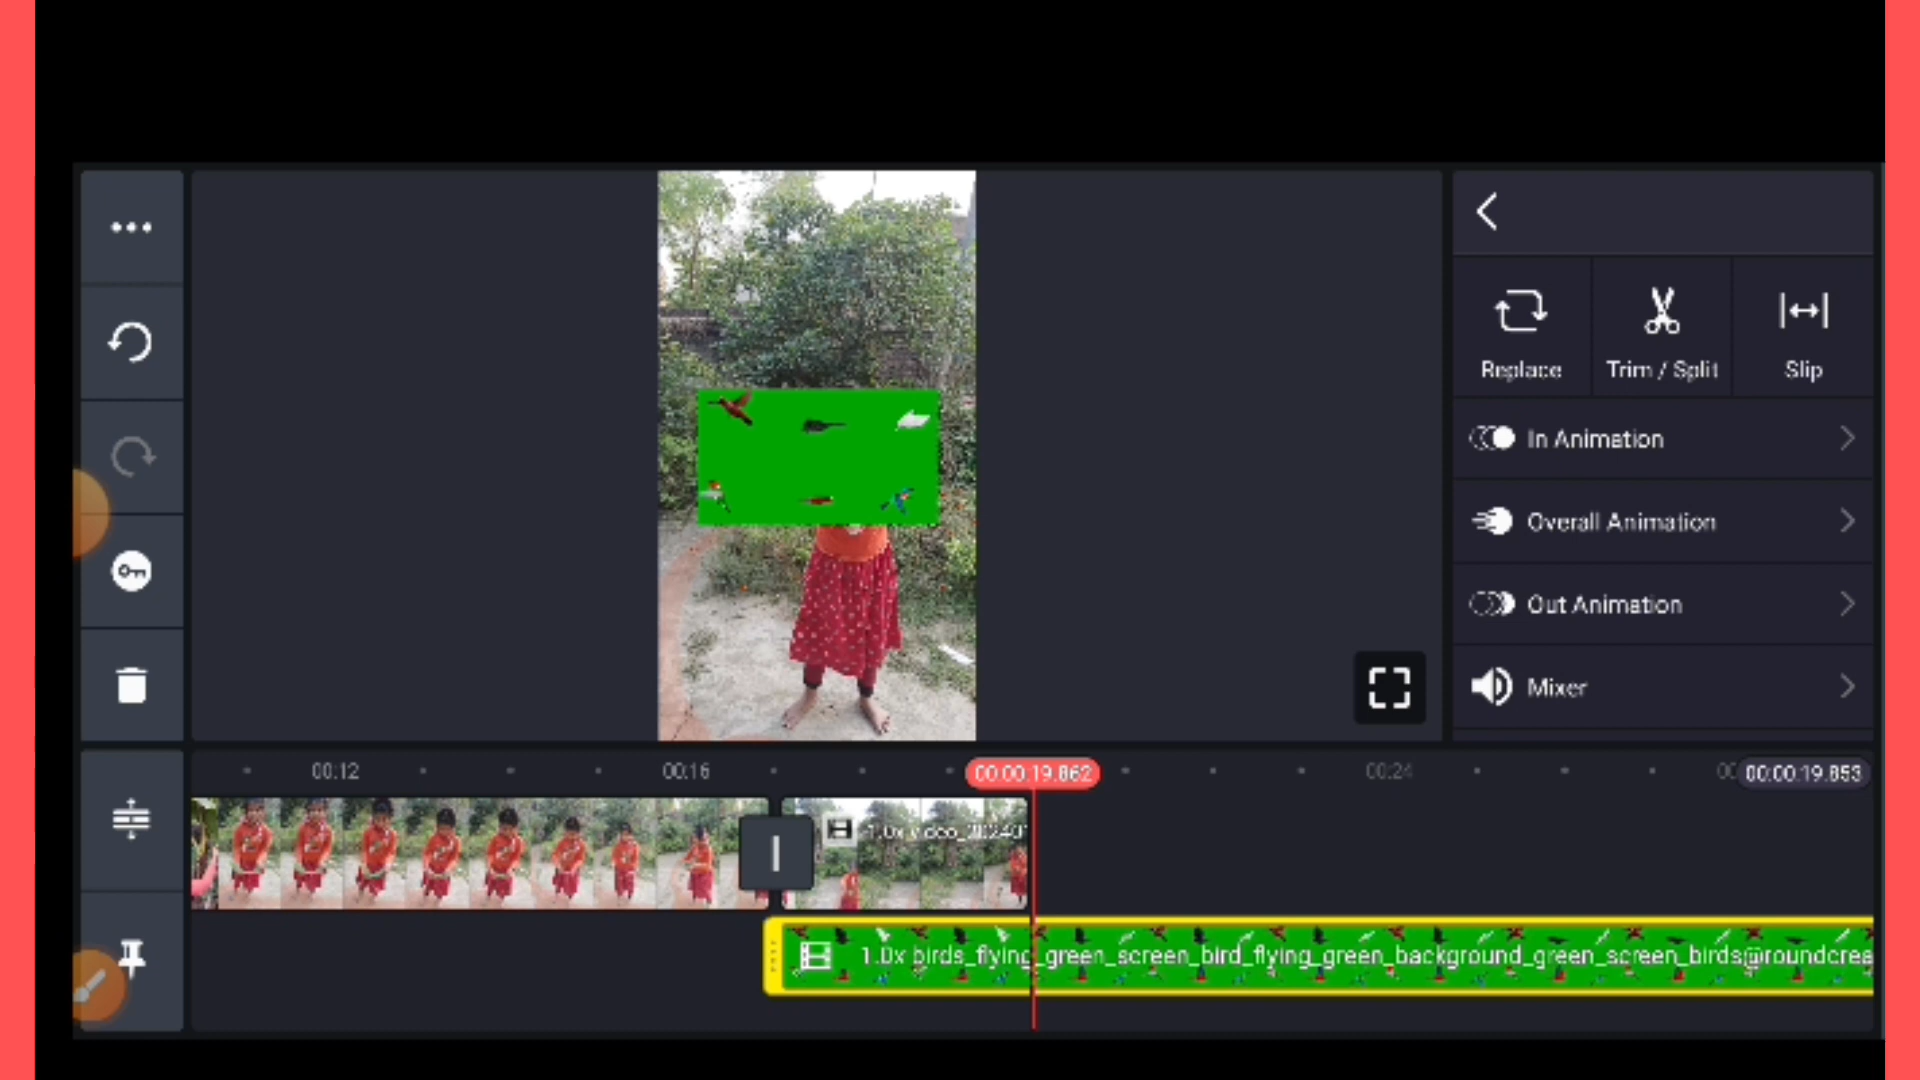 Replace
Trim / Split
Slip
In Animation
Overall Animation
Out Animation
Mixer
00:12
00:16
00:00:19.862
00:24
00:00:19.853
1.0x video_202401
1.0x birds_flying_green_screen_bird_flying_green_background_green_screen_birds@roundcrea